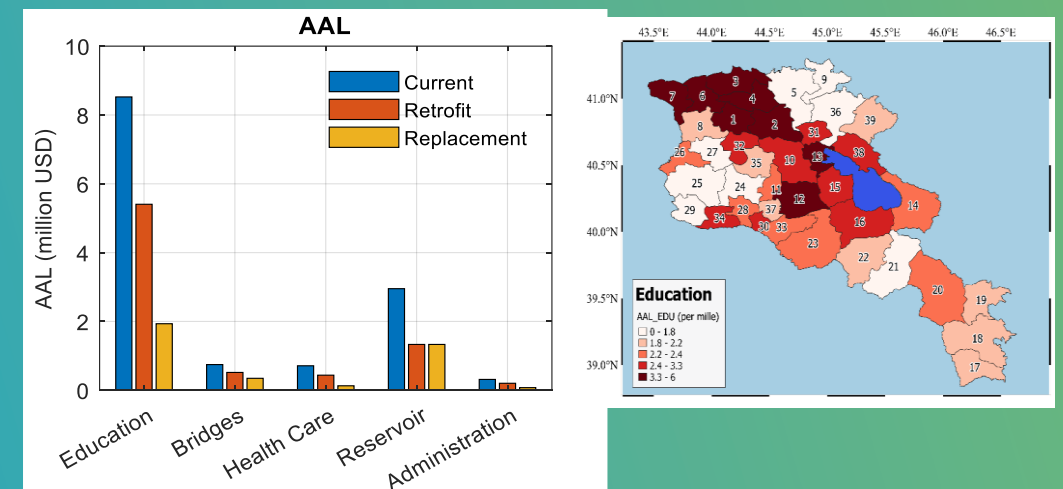 AAL
AAL (million USD)
10
8
6
4
2
0
Current
Retrofit
Replacement
Education
Bridges
Health Care
Reservoir
Administration
43.5°E 44.0°E 44.5°E 45.0°E 45.5°E 46.0°E 46.5°E
41.0°N
40.5°N
40.0°N
39.5°N
39.0°N
3 9
7 6 4 5
36 39
8 1 2 31
26 27 32 10 13 38
35
25 24 11 12 15 14
29 34 28 37 16
30 33
23 22 21
20 19
18
17
Education
AAL_EDU (per mille)
0 - 1.8
1.8 - 2.2
2.2 - 2.4
2.4 - 3.3
3.3 - 6